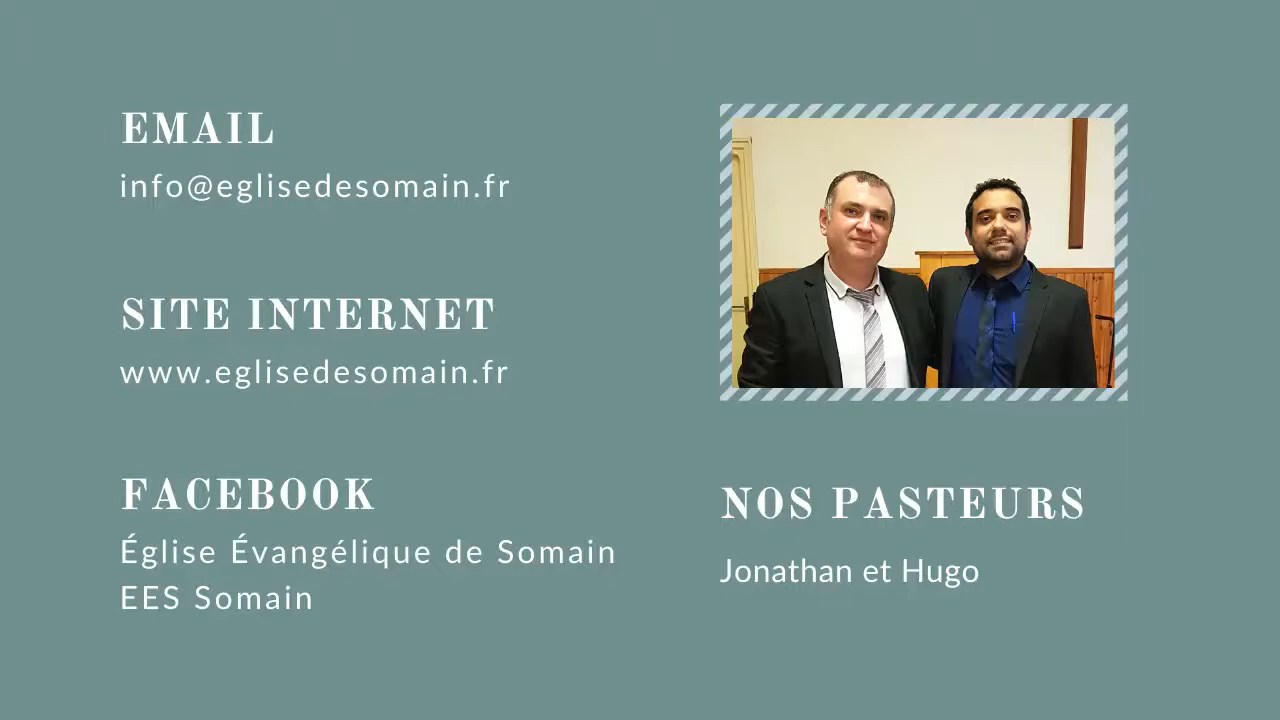 EMAIL
info@eglisedesomain.fr
SITE INTERNET
www.eglisedesomain.fr
FACEBOOK
Église Évangélique de Somain
EES Somain
NOS PASTEURS
Jonathan et Hugo